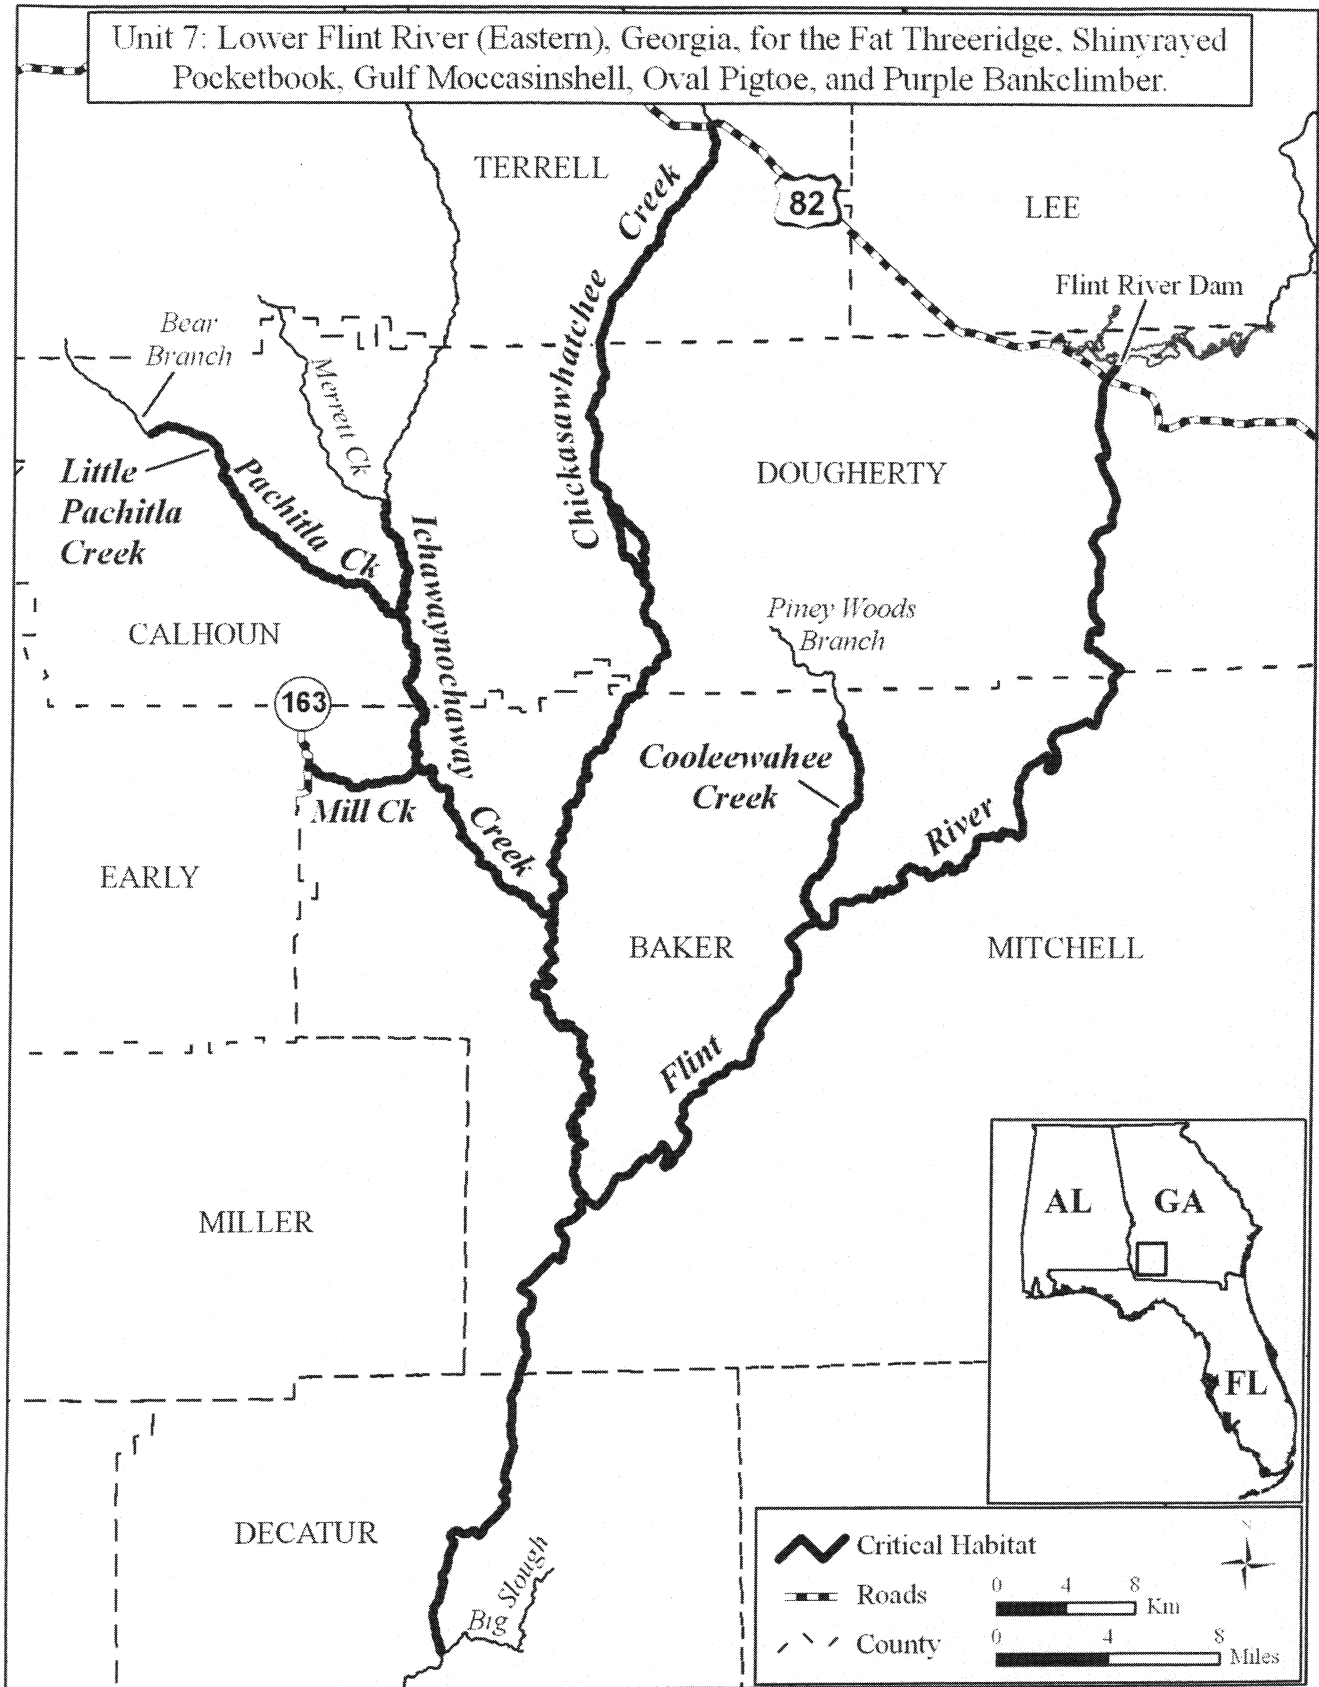 Unit 7: Lower Flint River (Eastern), Georgia, for the Fat Threeridge, Shinyrayed
Pocketbook, Gulf Moccasinshell, Oval Pigtoe, and Purple Bankclimber.
TERRELL
Creek
82
LEE
Flint River Dam
Bear
Branch
Merrett Ck
Chickasawhatchee
Little
Pachitla
Creek
Pachitla Ck
DOUGHERTY
Ichawaynochaway
Piney Woods
Branch
CALHOUN
163
Cooleewahee
Creek
Mill Ck
Creek
River
EARLY
BAKER
MITCHELL
Flint
AL
GA
FL
MILLER
DECATUR
Big Slough
Critical Habitat
Roads
County
N
0 4 8
Km
0 4 8
Miles